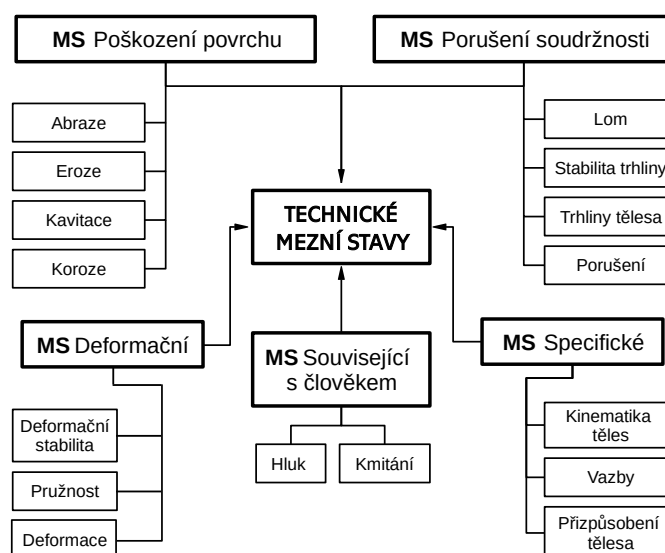 MS Poškození povrchu
MS Porušení soudržnosti
Abraze
Eroze
Kavitace
Koroze
Lom
Stabilita trhliny
Trhliny tělesa
Porušení
TECHNICKÉ
MEZNÍ STAVY
MS Deformační
MS Související
s člověkem
MS Specifické
Deformační
stabilita
Pružnost
Deformace
Hluk
Kmitání
Kinematika
těles
Vazby
Přizpůsobení
tělesa